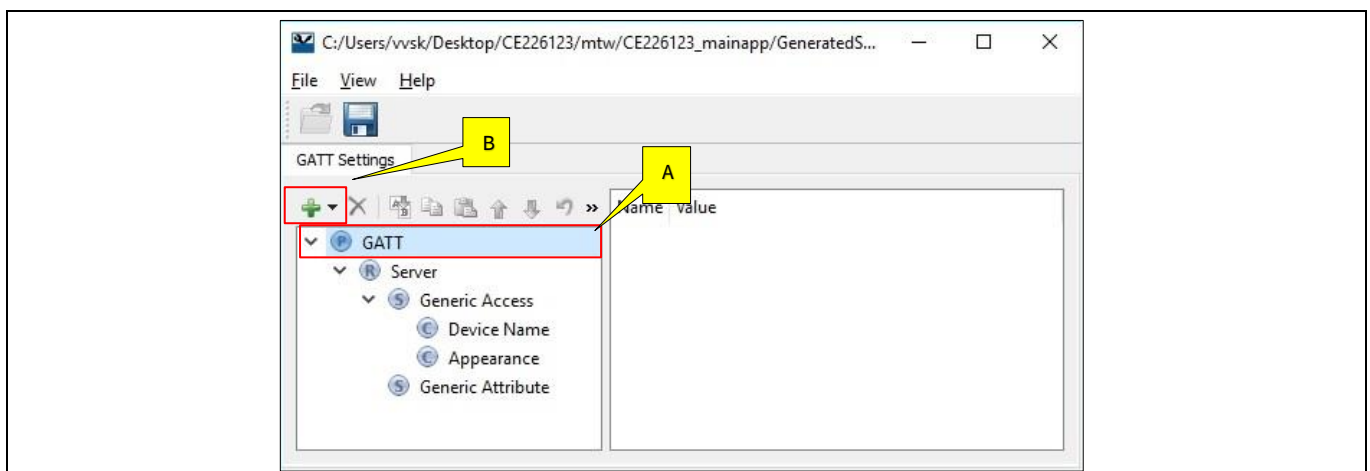 C:/Users/vvsk/Desktop/CE226123/mtw/CE226123_mainapp/GeneratedS...
File View Help
B
GATT Settings
A
Name Value
P GATT
R Server
S Generic Access
C Device Name
C Appearance
S Generic Attribute